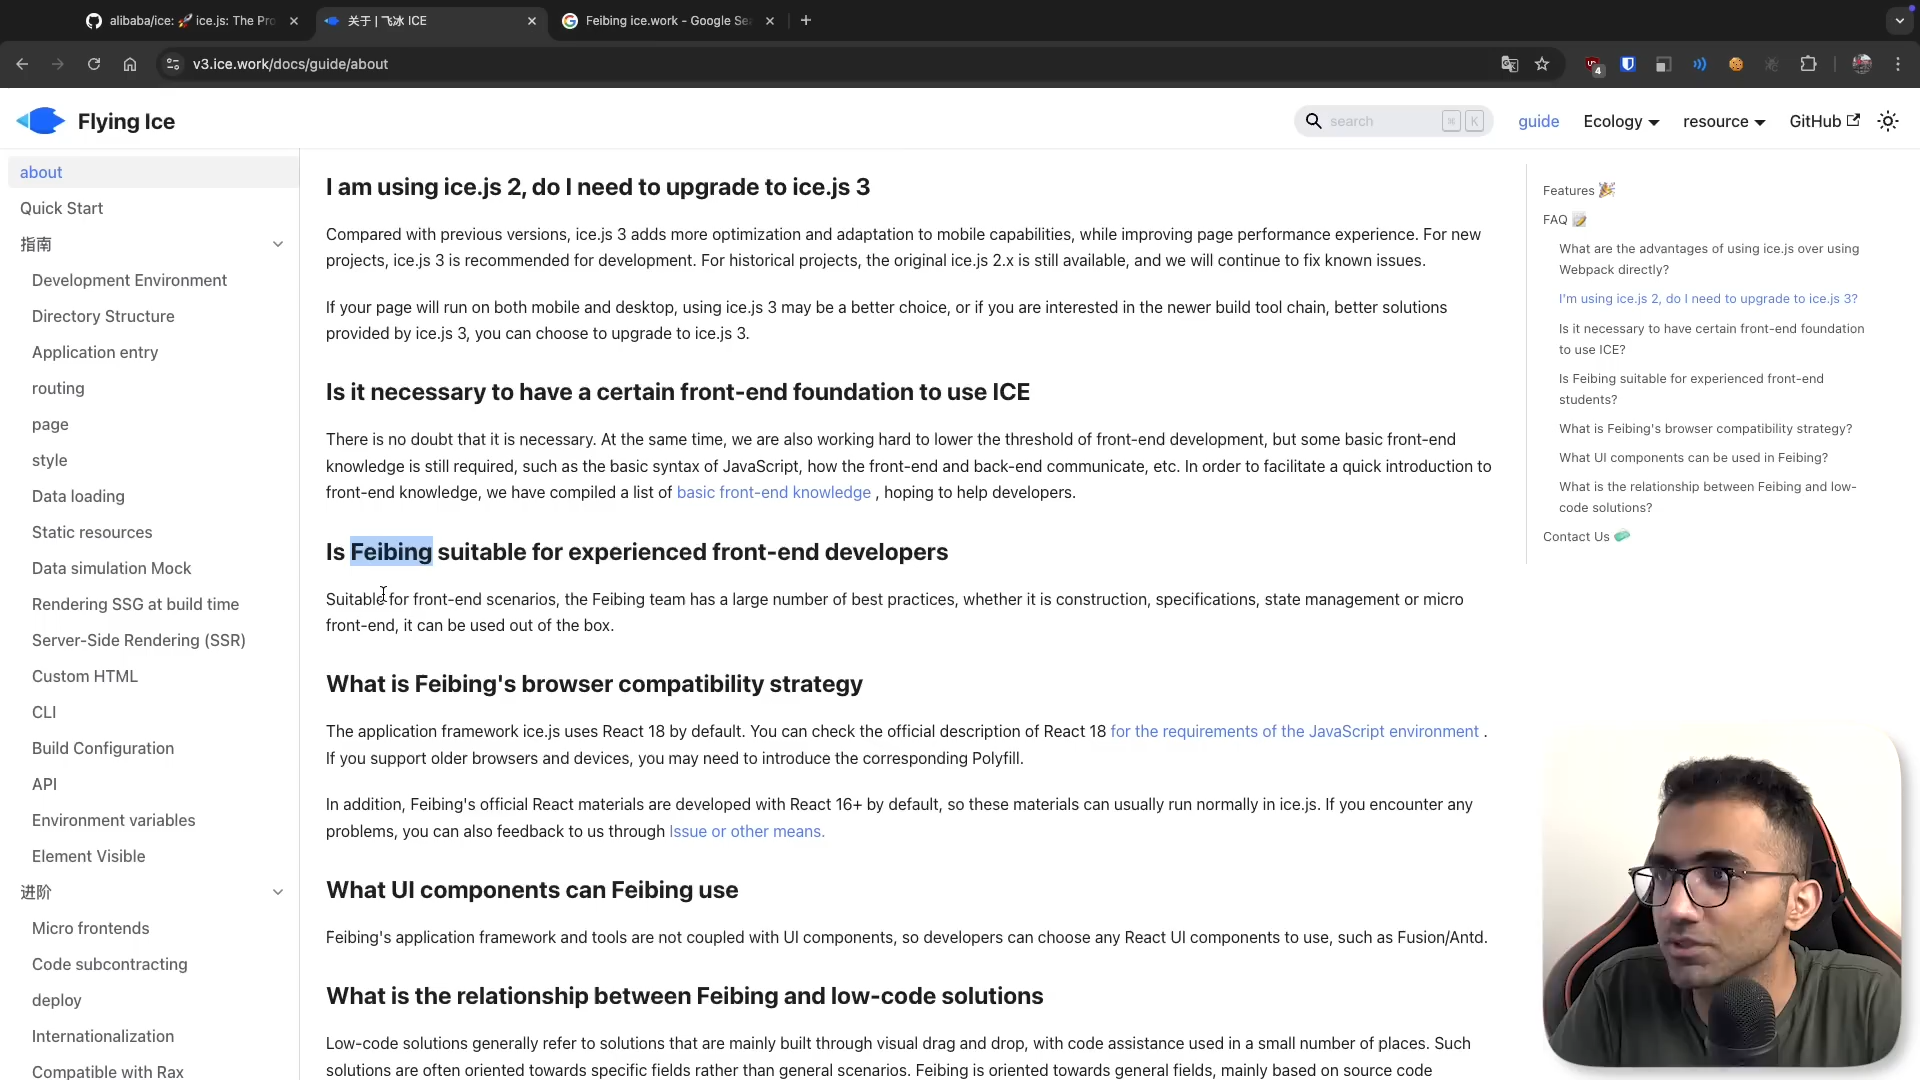 alibaba/ice: 🚀 ice.js: The Pro
关于 | 飞冰 ICE
Feibing ice.work - Google Se
v3.ice.work/docs/guide/about
4
Flying Ice
search
⌘ K
guide
Ecology
resource
GitHub
about
Quick Start
指南
Development Environment
Directory Structure
Application entry
routing
page
style
Data loading
Static resources
Data simulation Mock
Rendering SSG at build time
Server-Side Rendering (SSR)
Custom HTML
CLI
Build Configuration
API
Environment variables
Element Visible
进阶
Micro frontends
Code subcontracting
deploy
Internationalization
Compatible with Rax
I am using ice.js 2, do I need to upgrade to ice.js 3
Compared with previous versions, ice.js 3 adds more optimization and adaptation to mobile capabilities, while improving page performance experience. For new
projects, ice.js 3 is recommended for development. For historical projects, the original ice.js 2.x is still available, and we will continue to fix known issues.
If your page will run on both mobile and desktop, using ice.js 3 may be a better choice, or if you are interested in the newer build tool chain, better solutions
provided by ice.js 3, you can choose to upgrade to ice.js 3.
Is it necessary to have a certain front-end foundation to use ICE
There is no doubt that it is necessary. At the same time, we are also working hard to lower the threshold of front-end development, but some basic front-end
knowledge is still required, such as the basic syntax of JavaScript, how the front-end and back-end communicate, etc. In order to facilitate a quick introduction to
front-end knowledge, we have compiled a list of basic front-end knowledge , hoping to help developers.
Is Feibing suitable for experienced front-end developers
Suitable for front-end scenarios, the Feibing team has a large number of best practices, whether it is construction, specifications, state management or micro
front-end, it can be used out of the box.
What is Feibing's browser compatibility strategy
The application framework ice.js uses React 18 by default. You can check the official description of React 18 for the requirements of the JavaScript environment .
If you support older browsers and devices, you may need to introduce the corresponding Polyfill.
In addition, Feibing's official React materials are developed with React 16+ by default, so these materials can usually run normally in ice.js. If you encounter any
problems, you can also feedback to us through Issue or other means.
What UI components can Feibing use
Feibing's application framework and tools are not coupled with UI components, so developers can choose any React UI components to use, such as Fusion/Antd.
What is the relationship between Feibing and low-code solutions
Low-code solutions generally refer to solutions that are mainly built through visual drag and drop, with code assistance used in a small number of places. Such
solutions are often oriented towards specific fields rather than general scenarios. Feibing is oriented towards general fields, mainly based on source code
Features 🎉
FAQ 📝
What are the advantages of using ice.js over using
Webpack directly?
I'm using ice.js 2, do I need to upgrade to ice.js 3?
Is it necessary to have certain front-end foundation
to use ICE?
Is Feibing suitable for experienced front-end
students?
What is Feibing's browser compatibility strategy?
What UI components can be used in Feibing?
What is the relationship between Feibing and low-
code solutions?
Contact Us